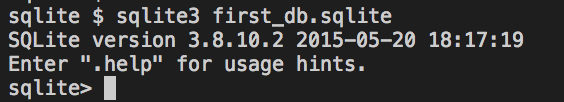 sqlite $ sqlite3 first_db.sqlite
SQLite version 3.8.10.2 2015-05-20 18:17:19
Enter ".help" for usage hints.
sqlite>